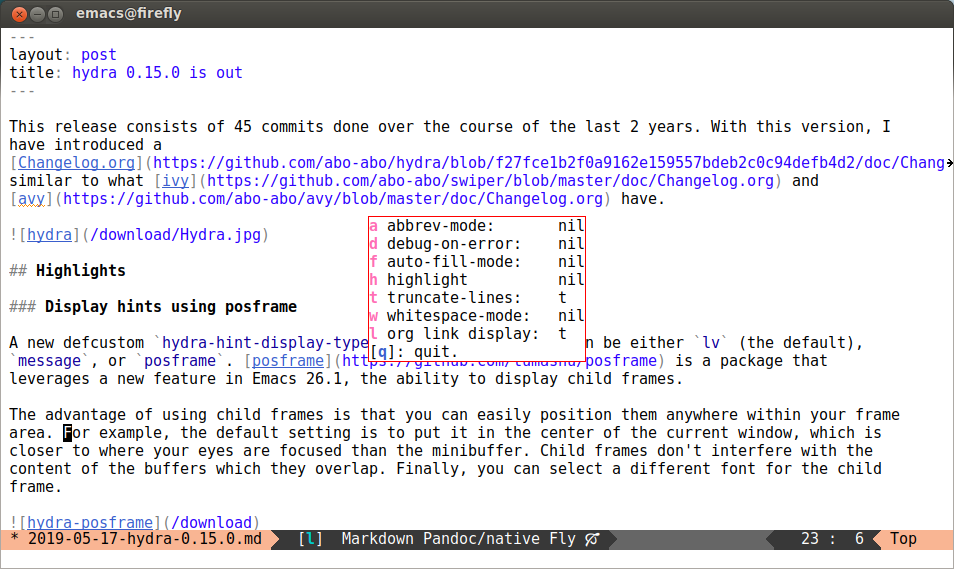 emacs@firefly
---
layout: post
title: hydra 0.15.0 is out
---
This release consists of 45 commits done over the course of the last 2 years. With this version, I
have introduced a
[Changelog.org](https://github.com/abo-abo/hydra/blob/f27fce1b2f0a9162e159557bdeb2c0c94defb4d2/doc/Chang
similar to what [ivy](https://github.com/abo-abo/swiper/blob/master/doc/Changelog.org) and
[avy](https://github.com/abo-abo/avy/blob/master/doc/Changelog.org) have.
![hydra](/download/Hydra.jpg)
## Highlights
### Display hints using posframe
A new defcustom `hydra-hint-display-type n be either `lv` (the default),
`message`, or `posframe`. [posframe](ht posframe) is a package that
leverages a new feature in Emacs 26.1, the ability to display child frames.
a abbrev-mode: nil
d debug-on-error: nil
f auto-fill-mode: nil
h highlight nil
t truncate-lines: t
w whitespace-mode: nil
l org link display: t
[q]: quit.
The advantage of using child frames is that you can easily position them anywhere within your frame
area. For example, the default setting is to put it in the center of the current window, which is
closer to where your eyes are focused than the minibuffer. Child frames don't interfere with the
content of the buffers which they overlap. Finally, you can select a different font for the child
frame.
![hydra-posframe](/download)
* 2019-05-17-hydra-0.15.0.md [l] Markdown Pandoc/native Fly 23 : 6 Top